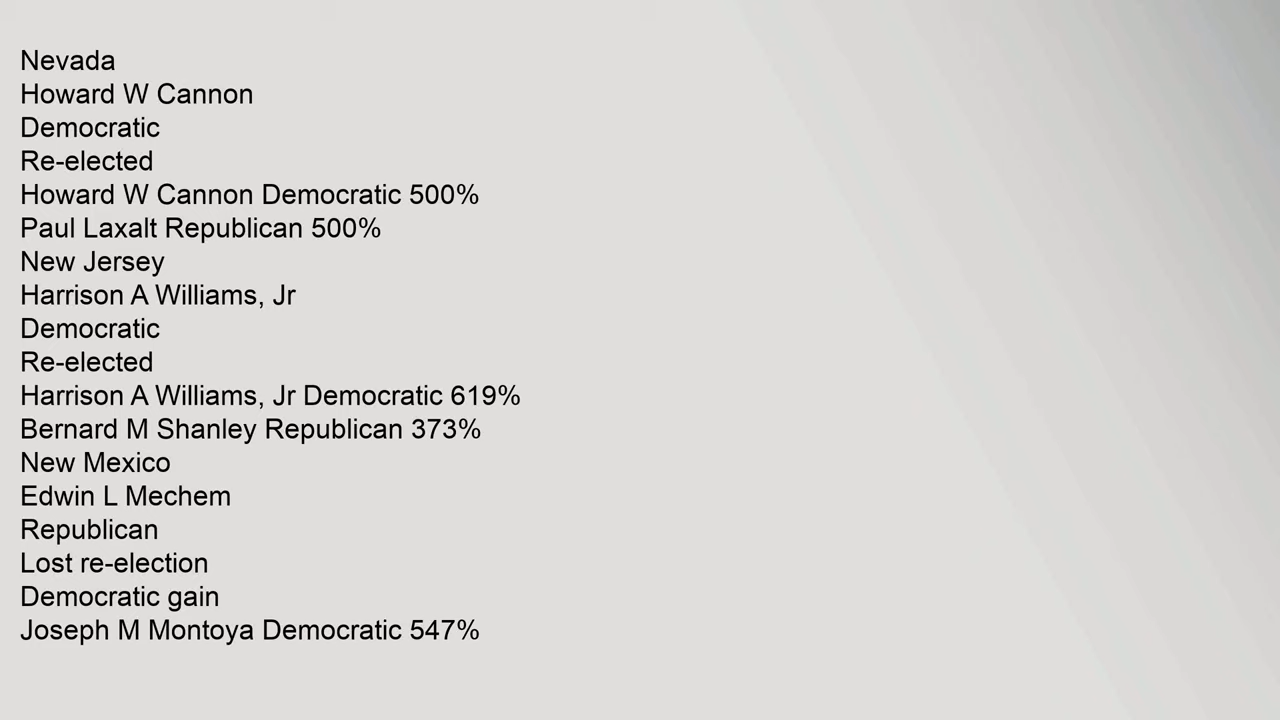 Nevada
Howard W Cannon
Democratic
Re-elected
Howard W Cannon Democratic 500%
Paul Laxalt Republican 500%
New Jersey
Harrison A Williams, Jr
Democratic
Re-elected
Harrison A Williams, Jr Democratic 619%
Bernard M Shanley Republican 373%
New Mexico
Edwin L Mechem
Republican
Lost re-election
Democratic gain
Joseph M Montoya Democratic 547%